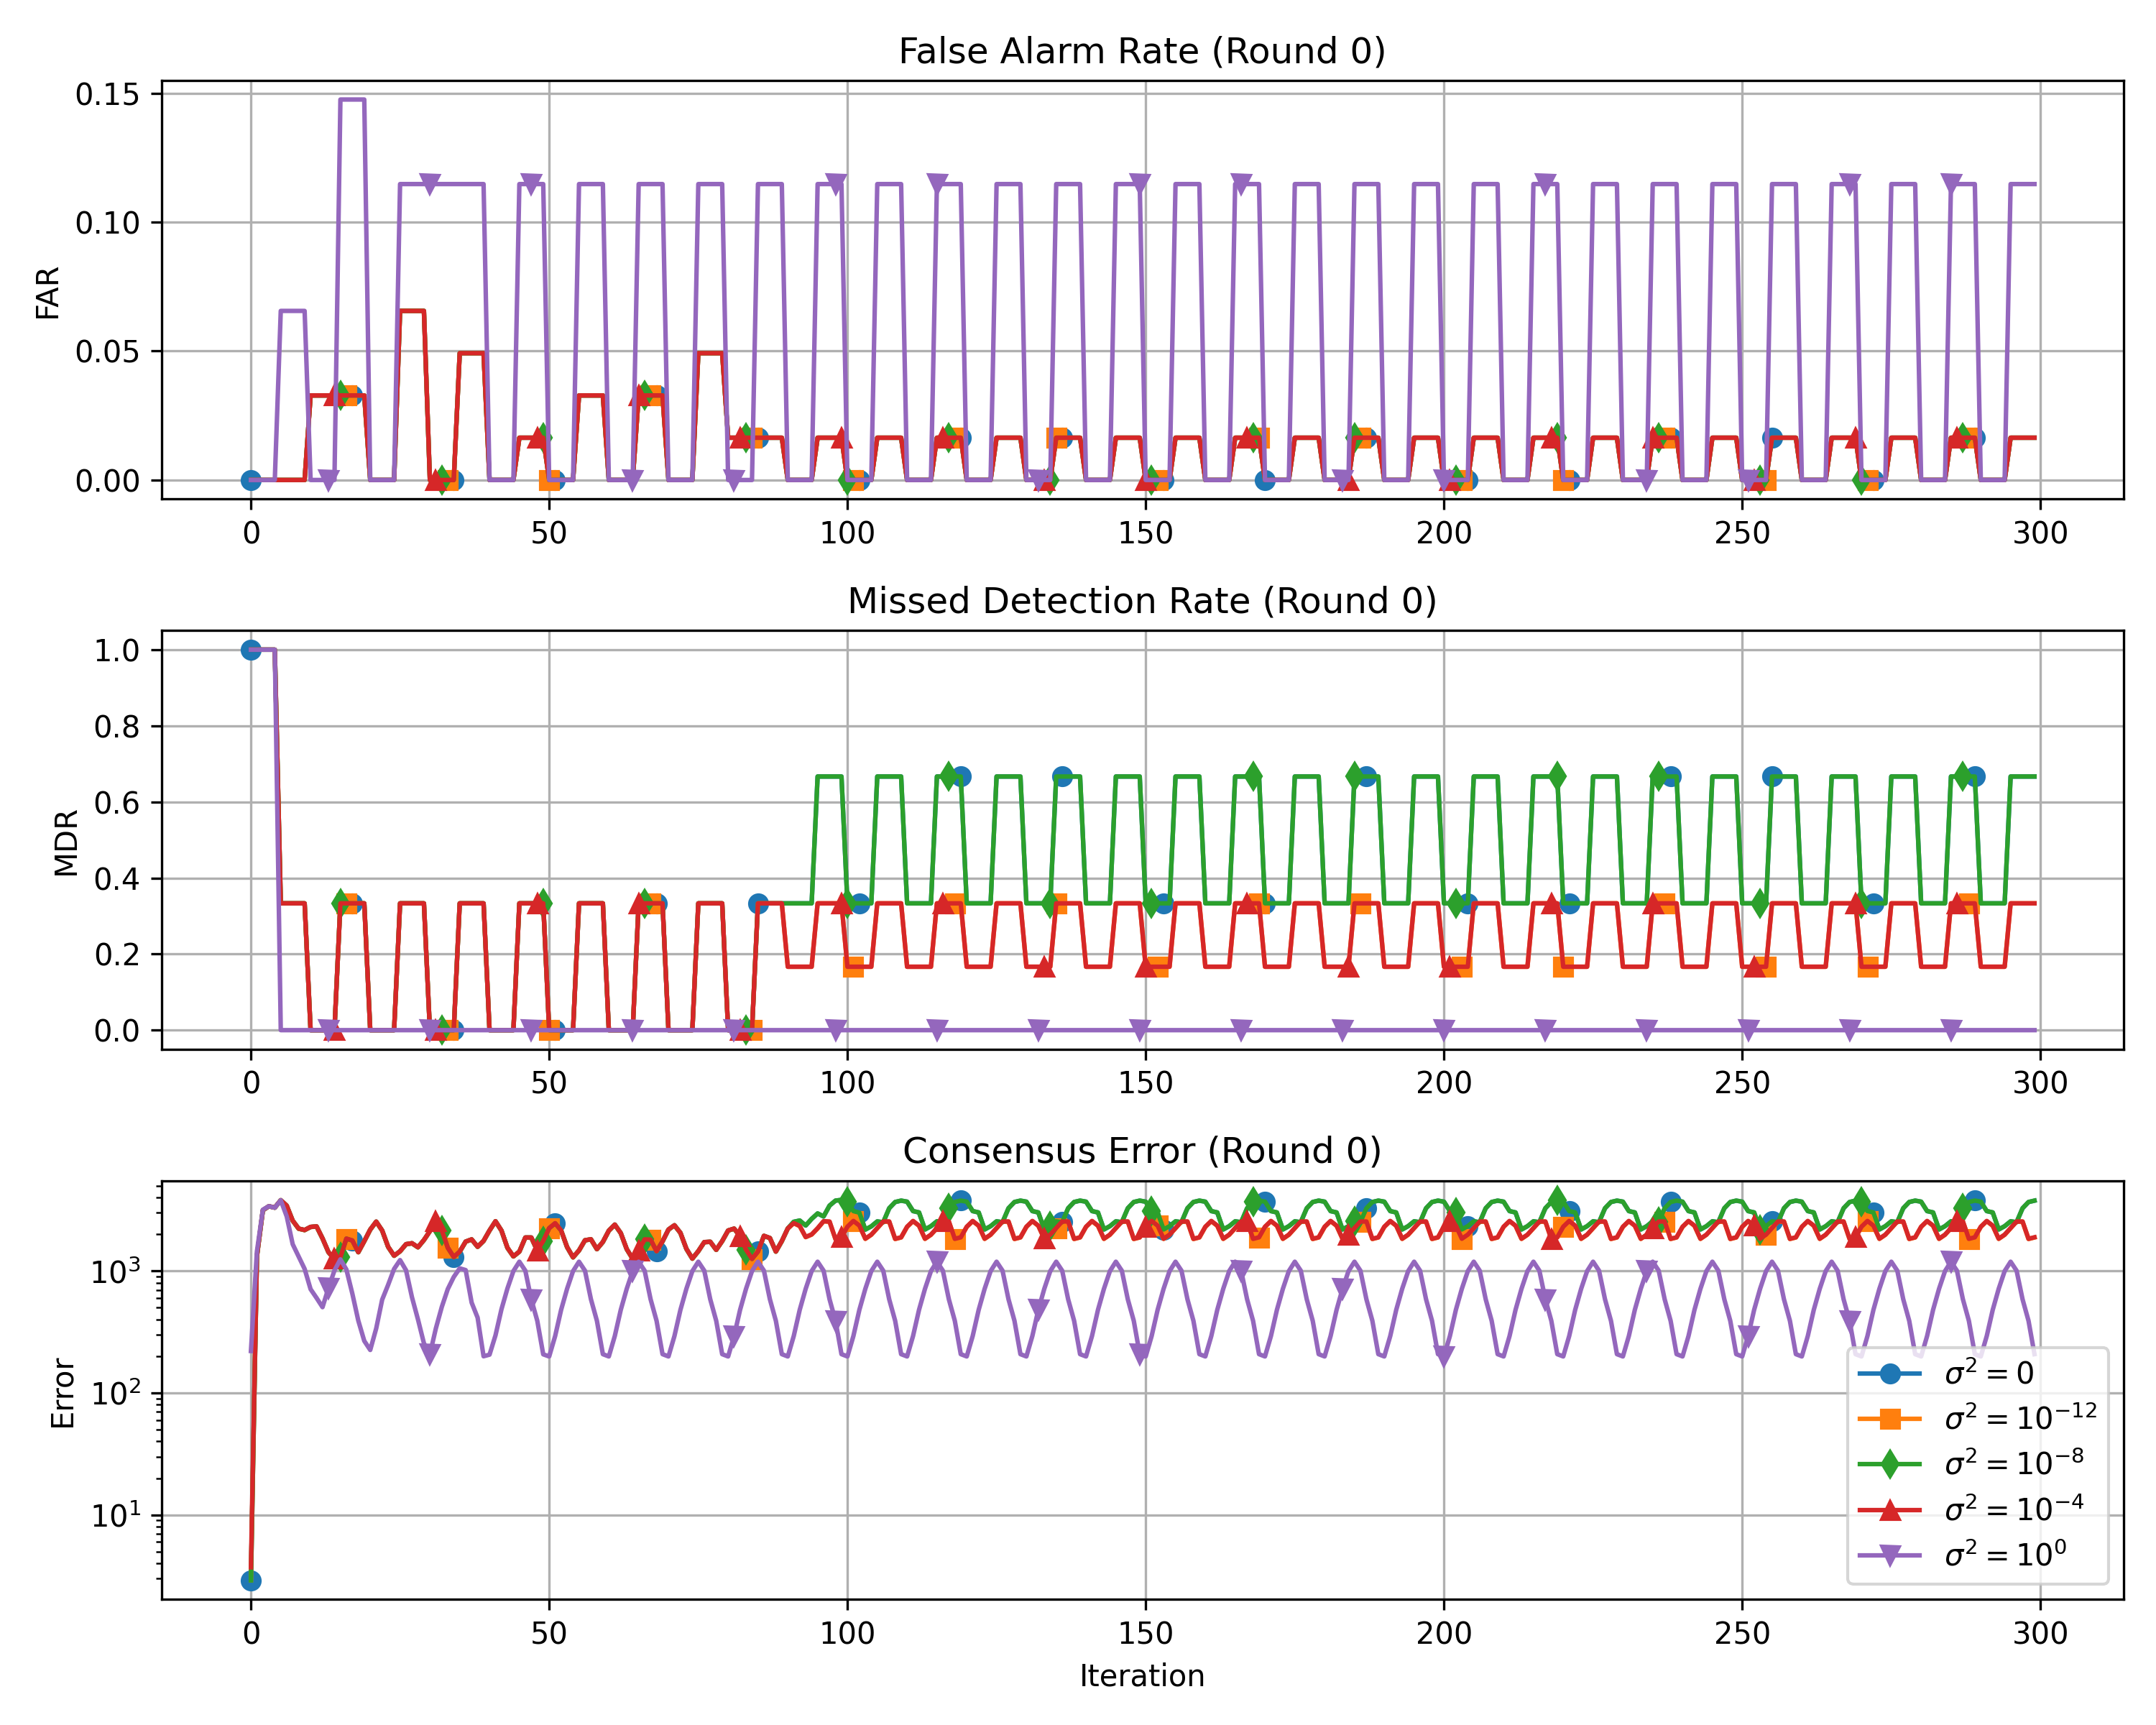 False Alarm Rate (Round 0)
FAR
0.15
0.10
0.05
0.00
0 50 100 150 200 250 300
Missed Detection Rate (Round 0)
MDR
1.0
0.8
0.6
0.4
0.2
0.0
0 50 100 150 200 250 300
Consensus Error (Round 0)
Error
10³
10²
10¹
σ² = 0
σ² = 10⁻¹²
σ² = 10⁻⁸
σ² = 10⁻⁴
σ² = 10⁰
0 50 100 150 200 250 300
Iteration